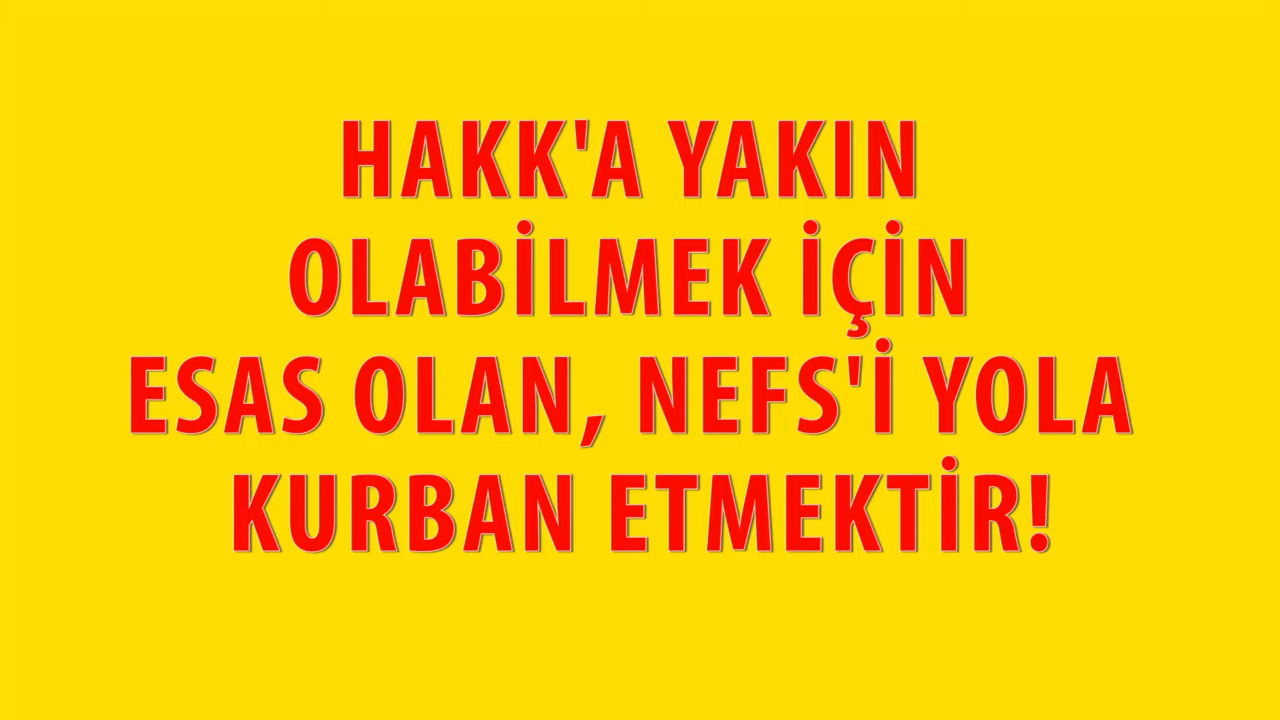 HAKK'A YAKIN
OLABİLMEK İÇİN
ESAS OLAN, NEFS'İ YOLA
KURBAN ETMEKTİR!